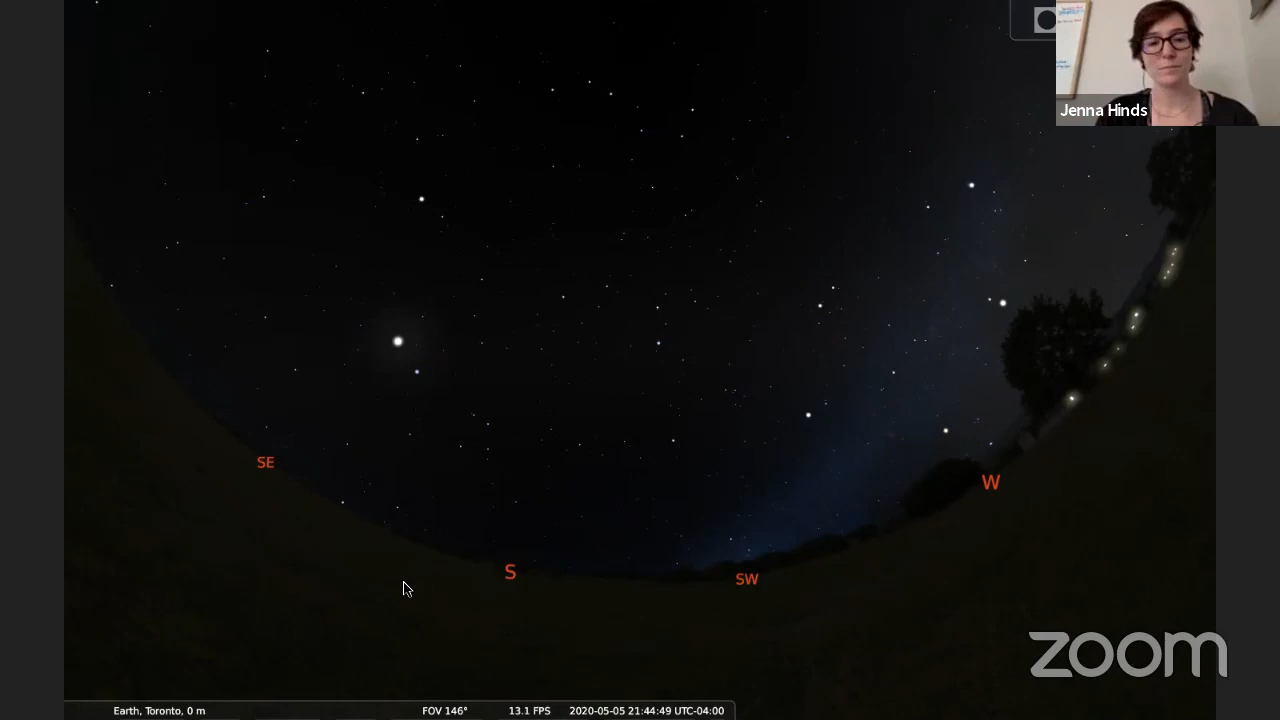 Jenna Hinds
SE
W
S
SW
zoom
Earth, Toronto, 0 m FOV 146° 13.1 FPS 2020-05-05 21:44:49 UTC-04:00